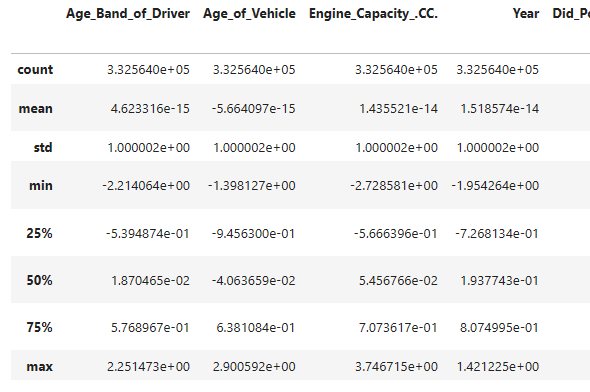 Age_Band_of_Driver Age_of_Vehicle Engine_Capacity_.CC. Year Did_Po
count 3.325640e+05 3.325640e+05 3.325640e+05 3.325640e+05
mean 4.623316e-15 -5.664097e-15 1.435521e-14 1.518574e-14
std 1.000002e+00 1.000002e+00 1.000002e+00 1.000002e+00
min -2.214064e+00 -1.398127e+00 -2.728581e+00 -1.954264e+00
25% -5.394874e-01 -9.456300e-01 -5.666396e-01 -7.268134e-01
50% 1.870465e-02 -4.063659e-02 5.456766e-02 1.937743e-01
75% 5.768967e-01 6.381084e-01 7.073617e-01 8.074995e-01
max 2.251473e+00 2.900592e+00 3.746715e+00 1.421225e+00